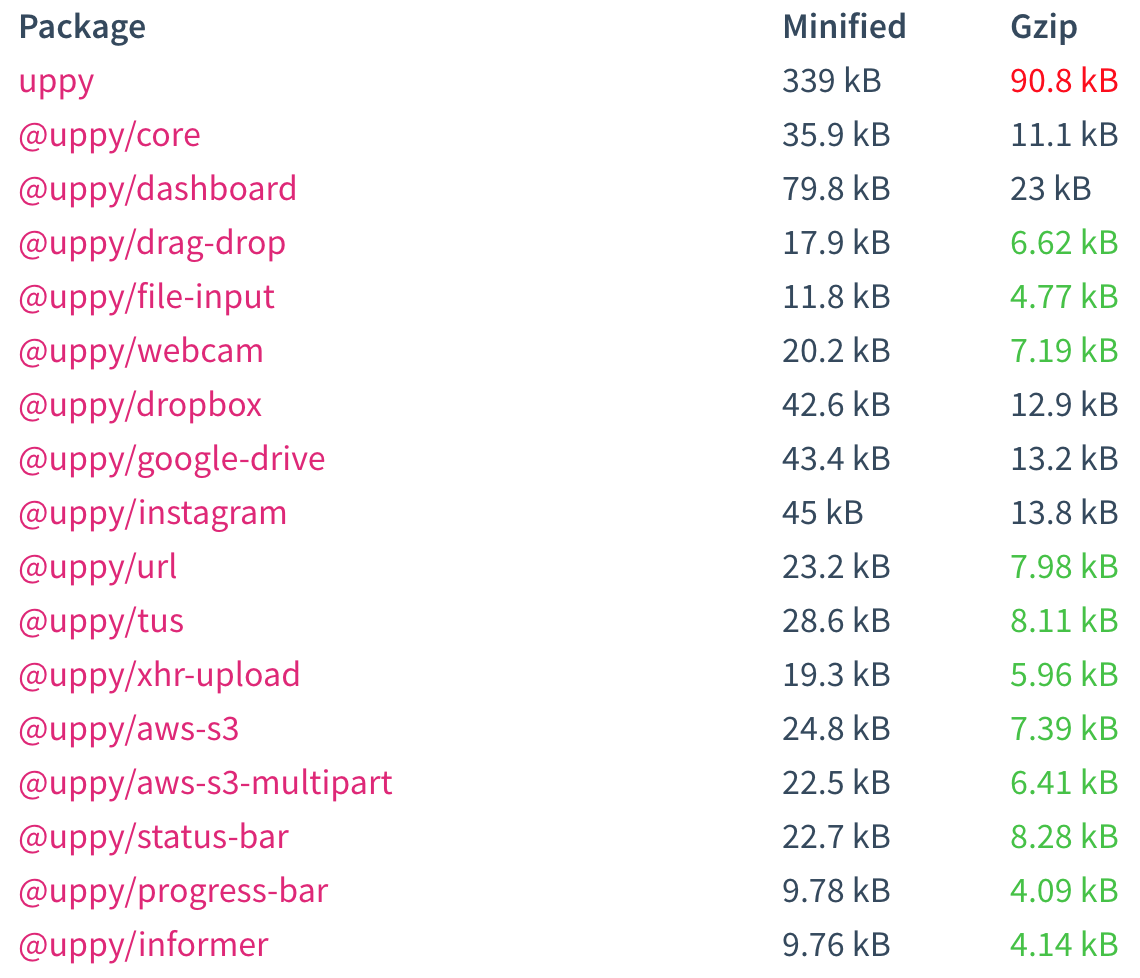 Package Minified Gzip
uppy 339 kB 90.8 kB
@uppy/core 35.9 kB 11.1 kB
@uppy/dashboard 79.8 kB 23 kB
@uppy/drag-drop 17.9 kB 6.62 kB
@uppy/file-input 11.8 kB 4.77 kB
@uppy/webcam 20.2 kB 7.19 kB
@uppy/dropbox 42.6 kB 12.9 kB
@uppy/google-drive 43.4 kB 13.2 kB
@uppy/instagram 45 kB 13.8 kB
@uppy/url 23.2 kB 7.98 kB
@uppy/tus 28.6 kB 8.11 kB
@uppy/xhr-upload 19.3 kB 5.96 kB
@uppy/aws-s3 24.8 kB 7.39 kB
@uppy/aws-s3-multipart 22.5 kB 6.41 kB
@uppy/status-bar 22.7 kB 8.28 kB
@uppy/progress-bar 9.78 kB 4.09 kB
@uppy/informer 9.76 kB 4.14 kB